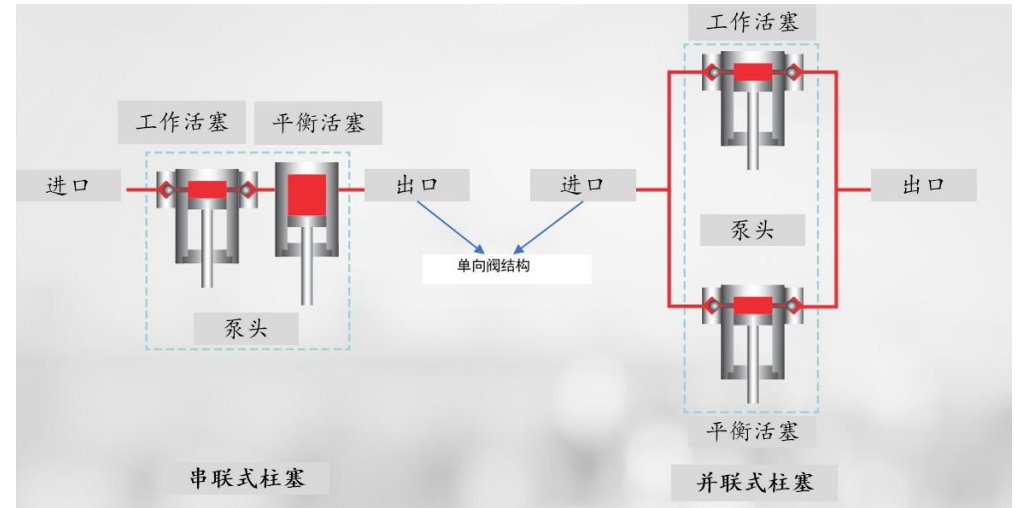 工作活塞
平衡活塞
进口
出口
泵头
串联式柱塞
单向阀结构
工作活塞
进口
出口
泵头
平衡活塞
并联式柱塞